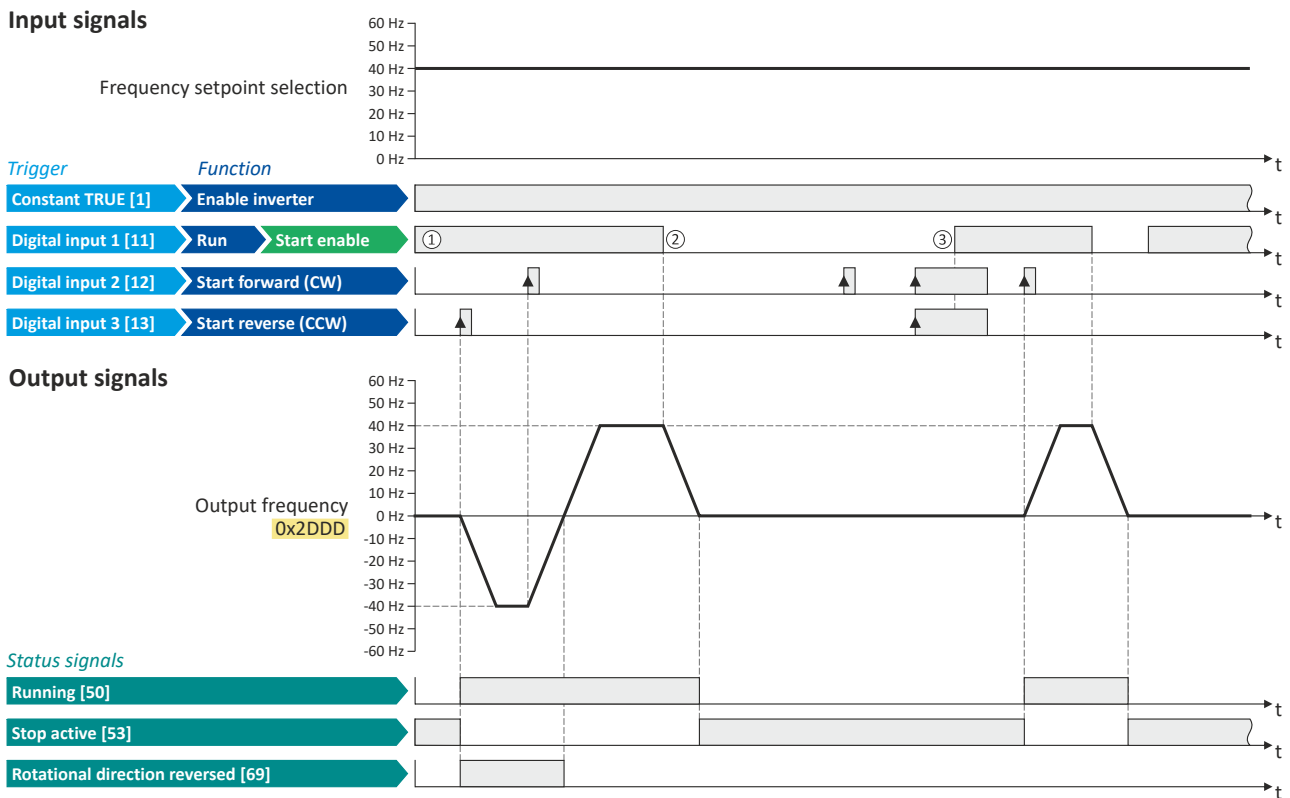 Input signals
60 Hz
50 Hz
40 Hz
Frequency setpoint selection
30 Hz
20 Hz
10 Hz
0 Hz
t
Trigger Function
Constant TRUE [1] Enable inverter
t
Digital input 1 [11] Run Start enable ① ② ③
t
Digital input 2 [12] Start forward (CW)
t
Digital input 3 [13] Start reverse (CCW)
t
Output signals
60 Hz
50 Hz
40 Hz
30 Hz
20 Hz
10 Hz
Output frequency
0 Hz
t
0x2DDD
-10 Hz
-20 Hz
-30 Hz
-40 Hz
-50 Hz
-60 Hz
Status signals
Running [50]
t
Stop active [53]
t
Rotational direction reversed [69]
t